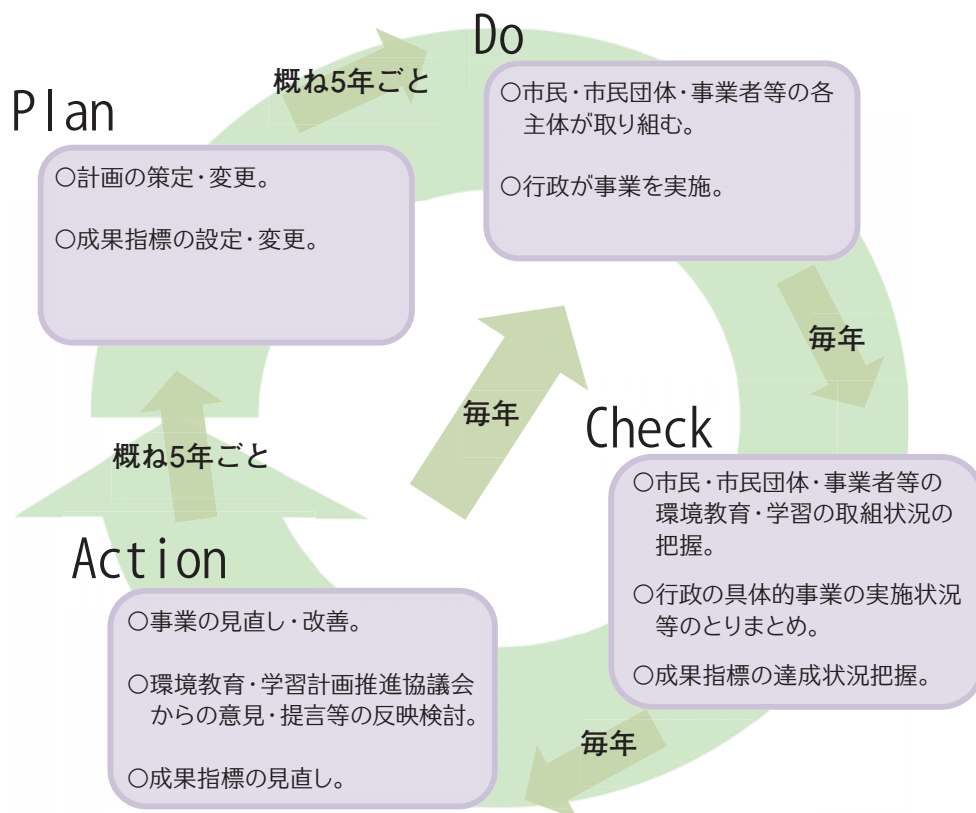 Plan
○計画の策定・変更。
○成果指標の設定・変更。
概ね5年ごと
Do
○市民・市民団体・事業者等の各
主体が取り組む。
○行政が事業を実施。
毎年
Check
○市民・市民団体・事業者等の
環境教育・学習の取組状況の
把握。
○行政の具体的事業の実施状況
等のとりまとめ。
○成果指標の達成状況把握。
毎年
Action
○事業の見直し・改善。
○環境教育・学習計画推進協議会
からの意見・提言等の反映検討。
○成果指標の見直し。
概ね5年ごと
毎年